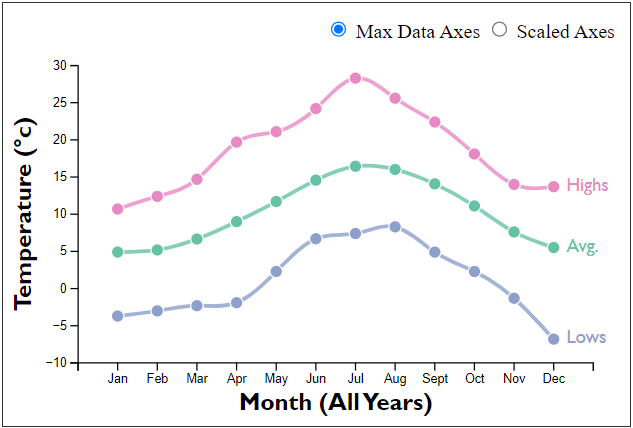 Max Data Axes Scaled Axes
30
25
20
15
10
5
0
−5
−10
Temperature (°c)
Highs
Avg.
Lows
Jan Feb Mar Apr May Jun Jul Aug Sept Oct Nov Dec
Month (All Years)